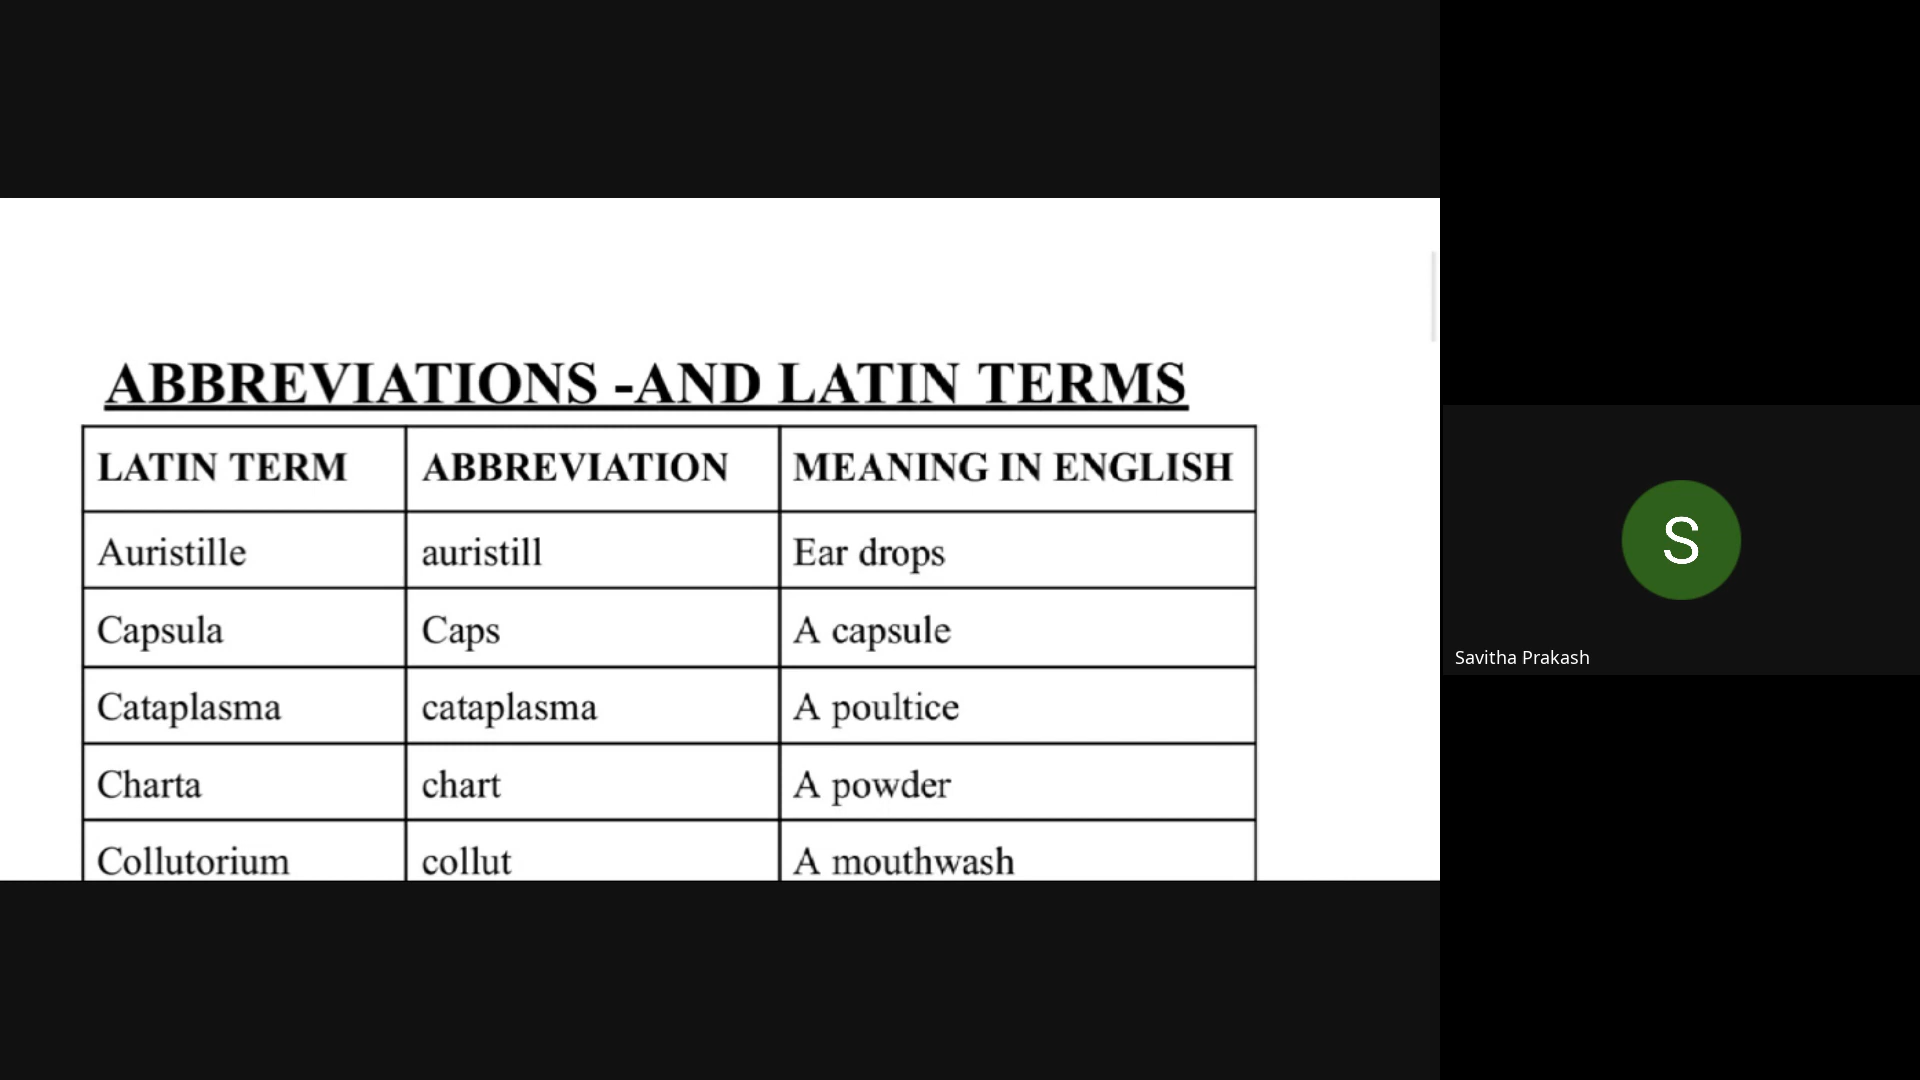 ABBREVIATIONS -AND LATIN TERMS
LATIN TERM ABBREVIATION MEANING IN ENGLISH
Auristille auristill Ear drops
Capsula Caps A capsule
Cataplasma cataplasma A poultice
Charta chart A powder
Collutorium collut A mouthwash
S
Savitha Prakash